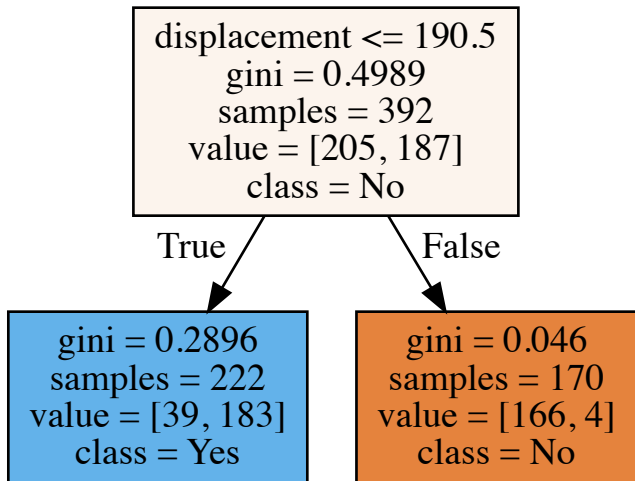 displacement <= 190.5
gini = 0.4989
samples = 392
value = [205, 187]
class = No
True
False
gini = 0.2896
samples = 222
value = [39, 183]
class = Yes
gini = 0.046
samples = 170
value = [166, 4]
class = No